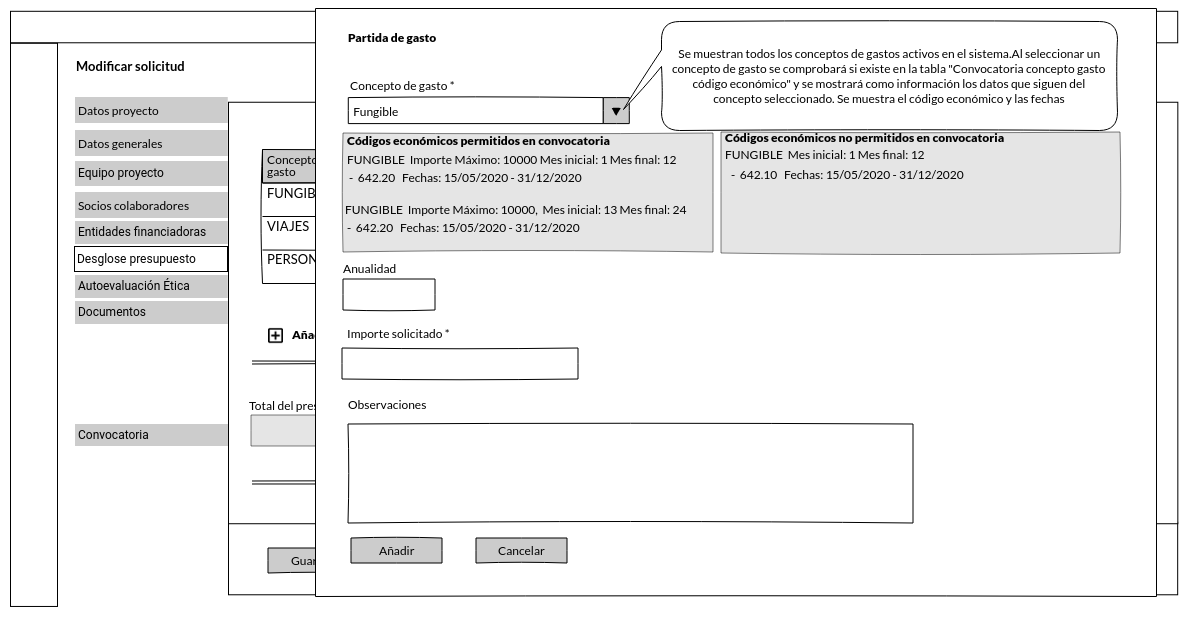 Modificar solicitud
Datos proyecto
Datos generales
Equipo proyecto
Socios colaboradores
Entidades financiadoras
Desglose presupuesto
Autoevaluación Ética
Documentos
Convocatoria
Concepto
gasto
FUNGIB
VIAJES
PERSON
Aña
Total del pres
Guar
Partida de gasto
Concepto de gasto *
Fungible
Se muestran todos los conceptos de gastos activos en el sistema.Al seleccionar un
concepto de gasto se comprobará si existe en la tabla "Convocatoria concepto gasto
código económico" y se mostrará como información los datos que siguen del
concepto seleccionado. Se muestra el código económico y las fechas
Códigos económicos permitidos en convocatoria
FUNGIBLE Importe Máximo: 10000 Mes inicial: 1 Mes final: 12
- 642.20 Fechas: 15/05/2020 - 31/12/2020
FUNGIBLE Importe Máximo: 10000, Mes inicial: 13 Mes final: 24
- 642.20 Fechas: 15/05/2020 - 31/12/2020
Códigos económicos no permitidos en convocatoria
FUNGIBLE Mes inicial: 1 Mes final: 12
- 642.10 Fechas: 15/05/2020 - 31/12/2020
Anualidad
Importe solicitado *
Observaciones
Añadir
Cancelar